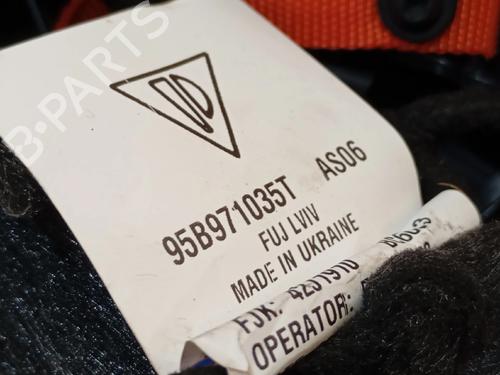 B-PARTS
95B971035T AS06
FUJ LVIV
MADE IN UKRAINE
OPERATOR: